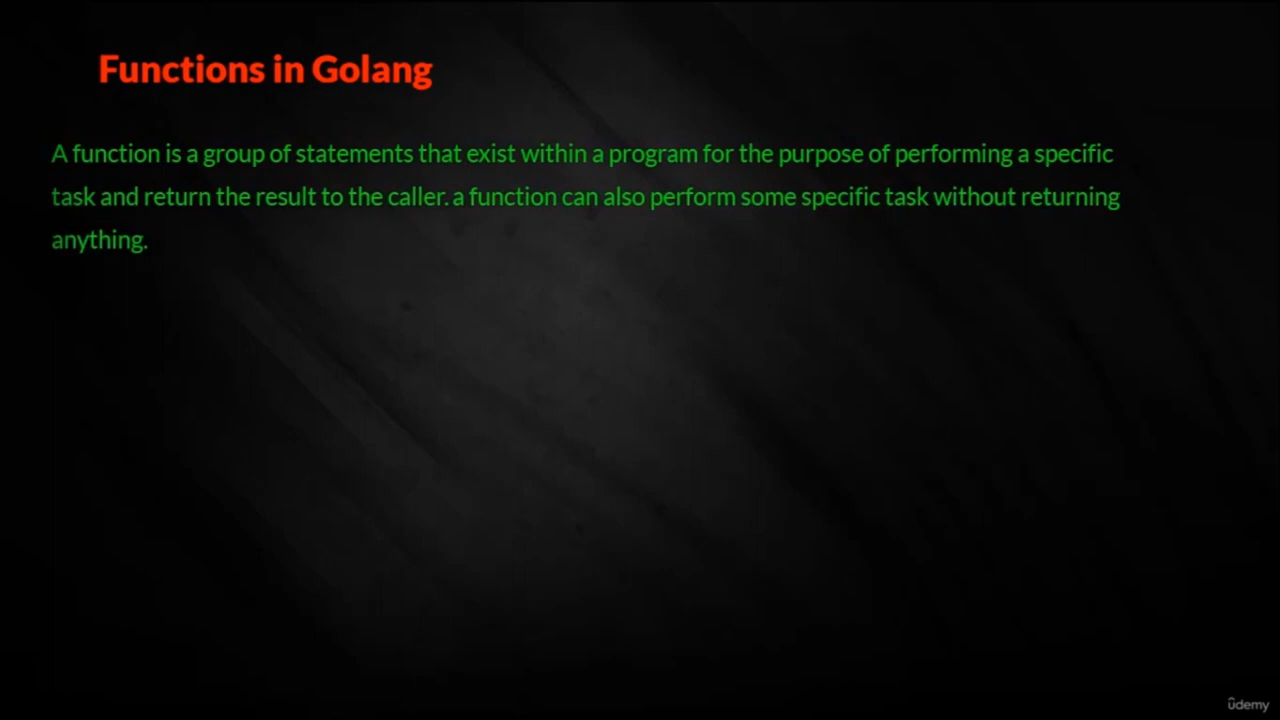 Functions in Golang
A function is a group of statements that exist within a program for the purpose of performing a specific
task and return the result to the caller. a function can also perform some specific task without returning
anything.
ûdemy